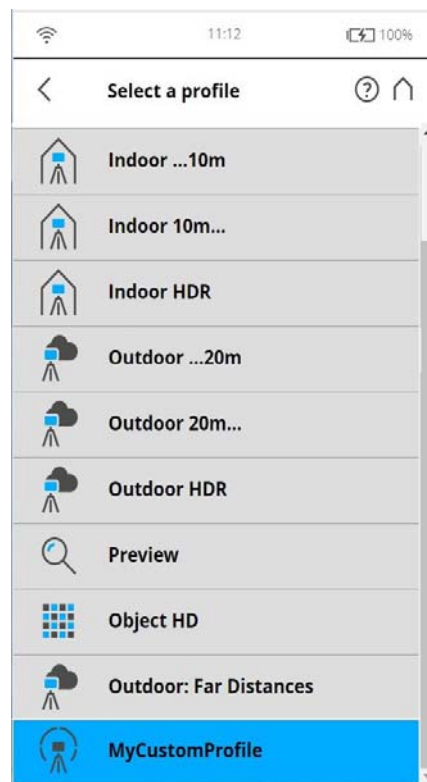 11:12
100%
Select a profile
?
Indoor ...10m
Indoor 10m...
Indoor HDR
Outdoor ...20m
Outdoor 20m...
Outdoor HDR
Preview
Object HD
Outdoor: Far Distances
MyCustomProfile